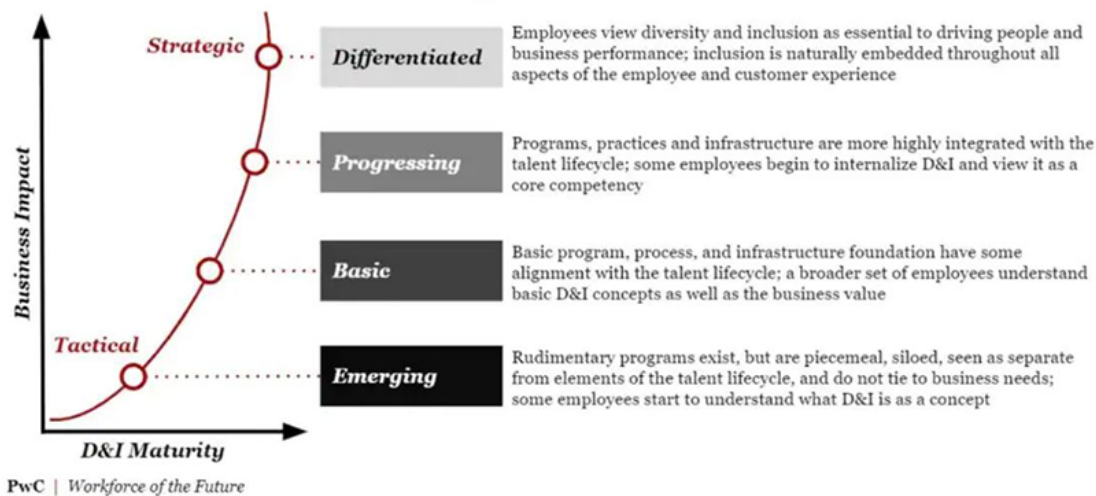 Strategic
Differentiated
Employees view diversity and inclusion as essential to driving people and
business performance; inclusion is naturally embedded throughout all
aspects of the employee and customer experience
Progressing
Programs, practices and infrastructure are more highly integrated with the
talent lifecycle; some employees begin to internalize D&I and view it as a
core competency
Business Impact
Basic
Basic program, process, and infrastructure foundation have some
alignment with the talent lifecycle; a broader set of employees understand
basic D&I concepts as well as the business value
Tactical
Emerging
Rudimentary programs exist, but are piecemeal, siloed, seen as separate
from elements of the talent lifecycle, and do not tie to business needs;
some employees start to understand what D&I is as a concept
D&I Maturity
PwC | Workforce of the Future